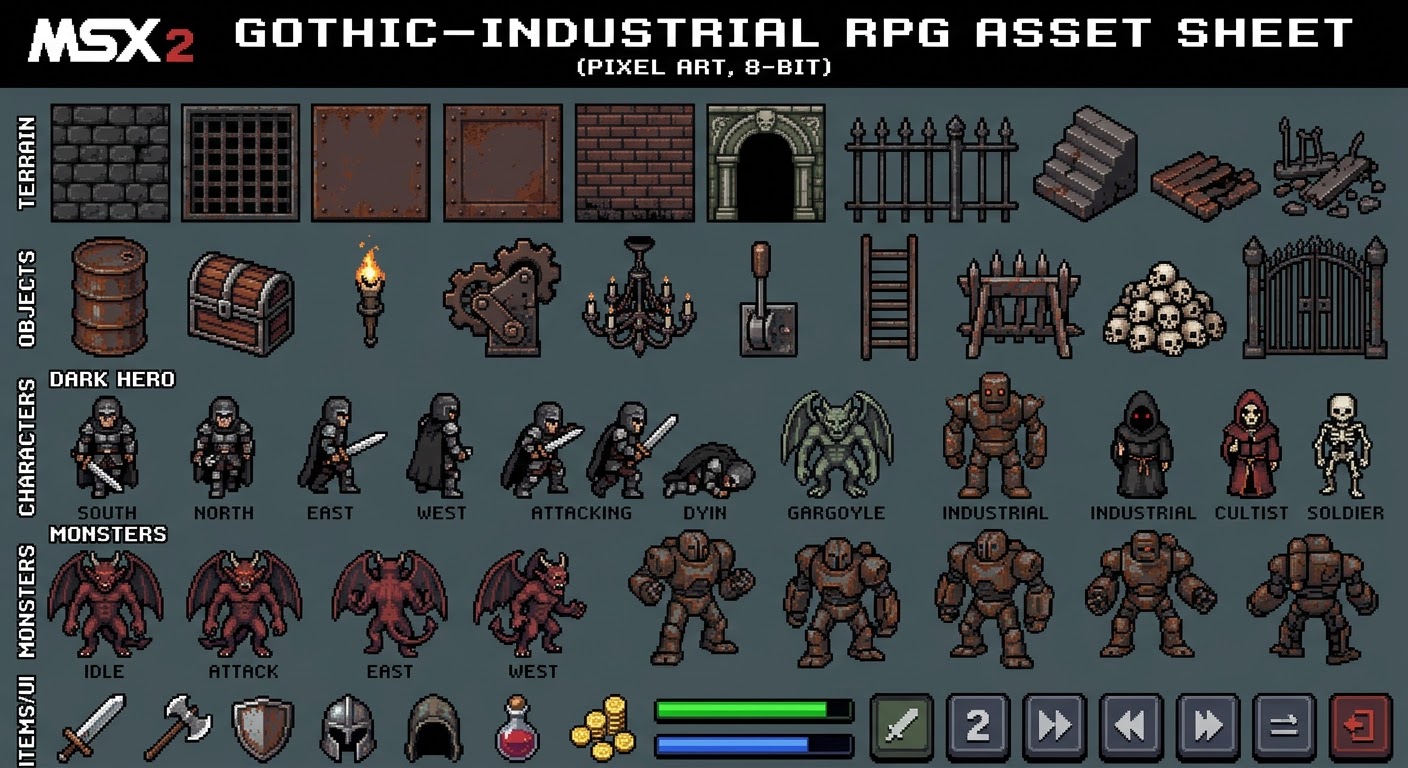 MSX2
GOTHIC-INDUSTRIAL RPG ASSET SHEET
(PIXEL ART, 8-BIT)
TERRAIN
OBJECTS
CHARACTERS
DARK HERO
SOUTH
NORTH
EAST
WEST
ATTACKING
DYIN
GARGOYLE
INDUSTRIAL
INDUSTRIAL
CULTIST
SOLDIER
MONSTERS
MONSTERS
IDLE
ATTACK
EAST
WEST
ITEMS/UI
2